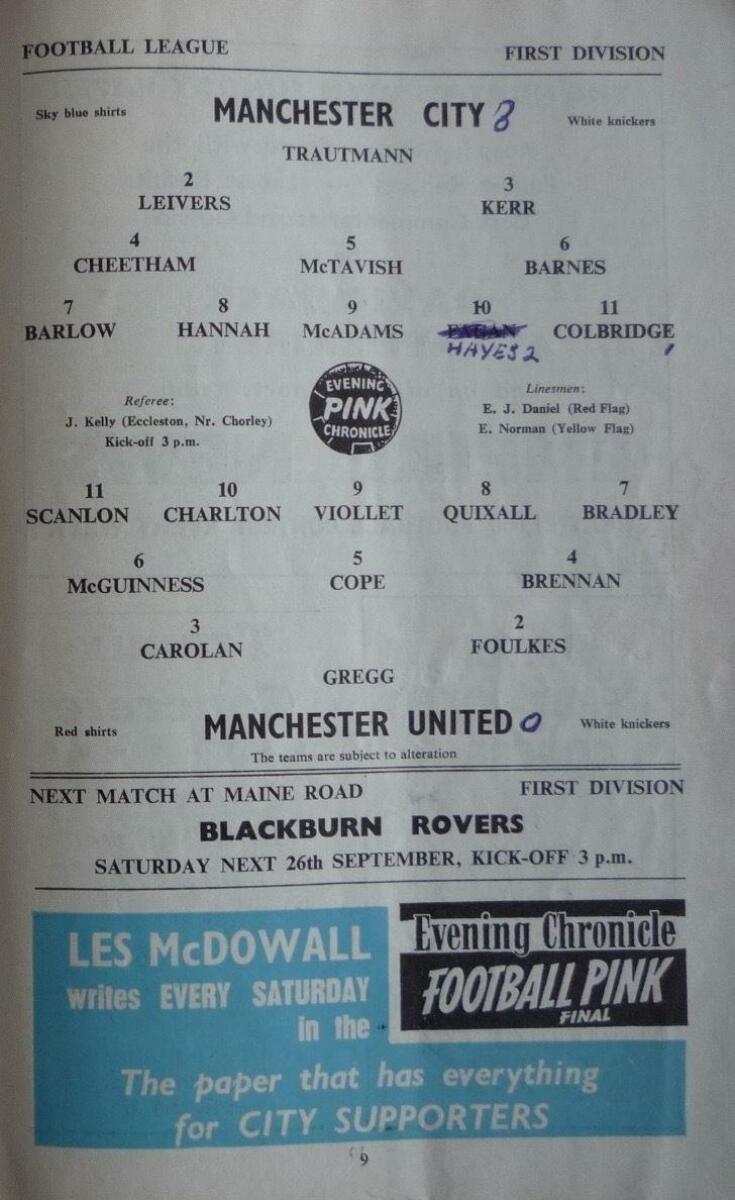 FOOTBALL LEAGUE FIRST DIVISION
Sky blue shirts MANCHESTER CITY 3 White knickers
TRAUTMANN
2 3
LEIVERS KERR
4 5 6
CHEETHAM McTAVISH BARNES
7 8 9 10 11
BARLOW HANNAH McADAMS FAGAN COLBRIDGE
HAYES 2 1
Referee:
J. Kelly (Eccleston, Nr. Chorley)
Kick-off 3 p.m.
EVENING
PINK
CHRONICLE
Linesmen:
E. J. Daniel (Red Flag)
E. Norman (Yellow Flag)
11 10 9 8 7
SCANLON CHARLTON VIOLLET QUIXALL BRADLEY
6 5 4
McGUINNESS COPE BRENNAN
3 2
CAROLAN FOULKES
GREGG
Red shirts MANCHESTER UNITED 0 White knickers
The teams are subject to alteration
NEXT MATCH AT MAINE ROAD FIRST DIVISION
BLACKBURN ROVERS
SATURDAY NEXT 26th SEPTEMBER, KICK-OFF 3 p.m.
LES McDOWALL
writes EVERY SATURDAY
in the
Evening Chronicle
FOOTBALL PINK
FINAL
The paper that has everything
for CITY SUPPORTERS
9